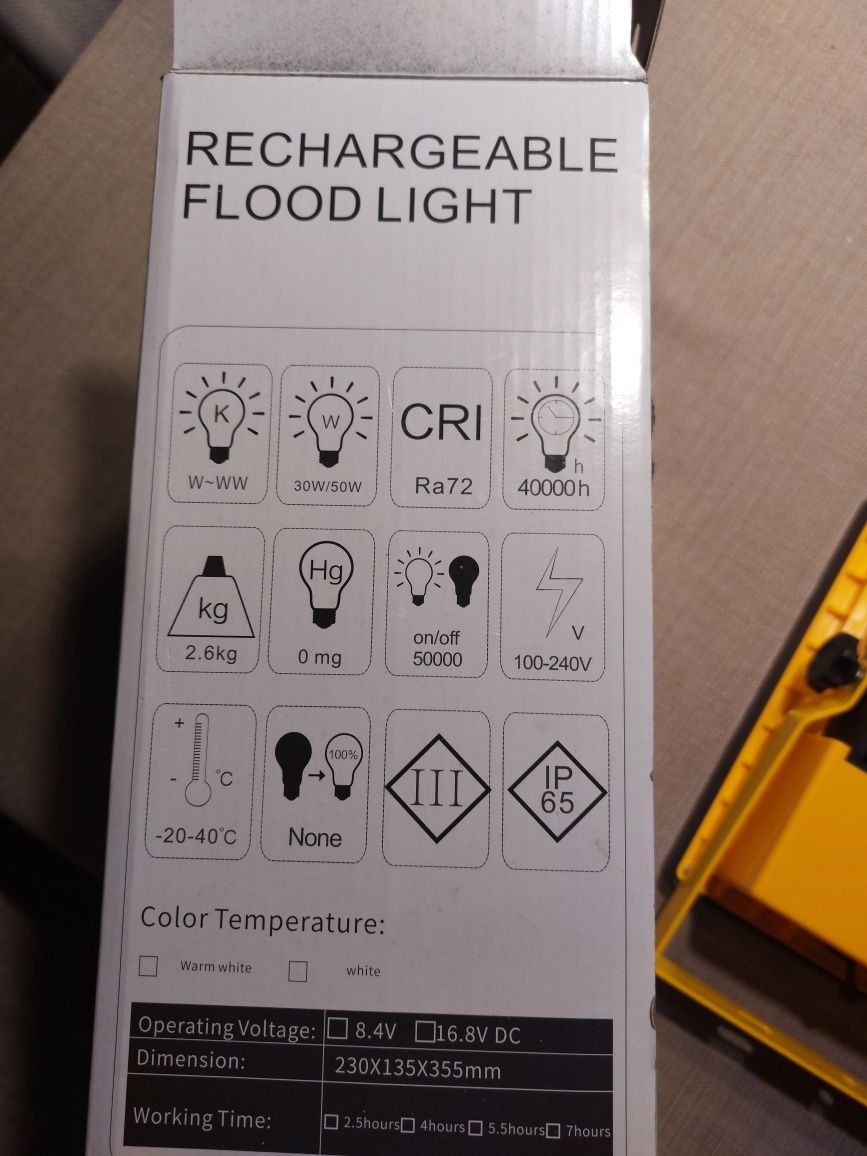 RECHARGEABLE
FLOOD LIGHT
K
W~WW
W
30W/50W
CRI
Ra72
h
40000h
kg
2.6kg
Hg
0 mg
on/off
50000
V
100-240V
+
- °C
-20-40°C
100%
None
III
IP
65
Color Temperature:
Warm white white
Operating Voltage: 8.4V 16.8V DC
Dimension: 230X135X355mm
Working Time: 2.5hours 4hours 5.5hours 7hours